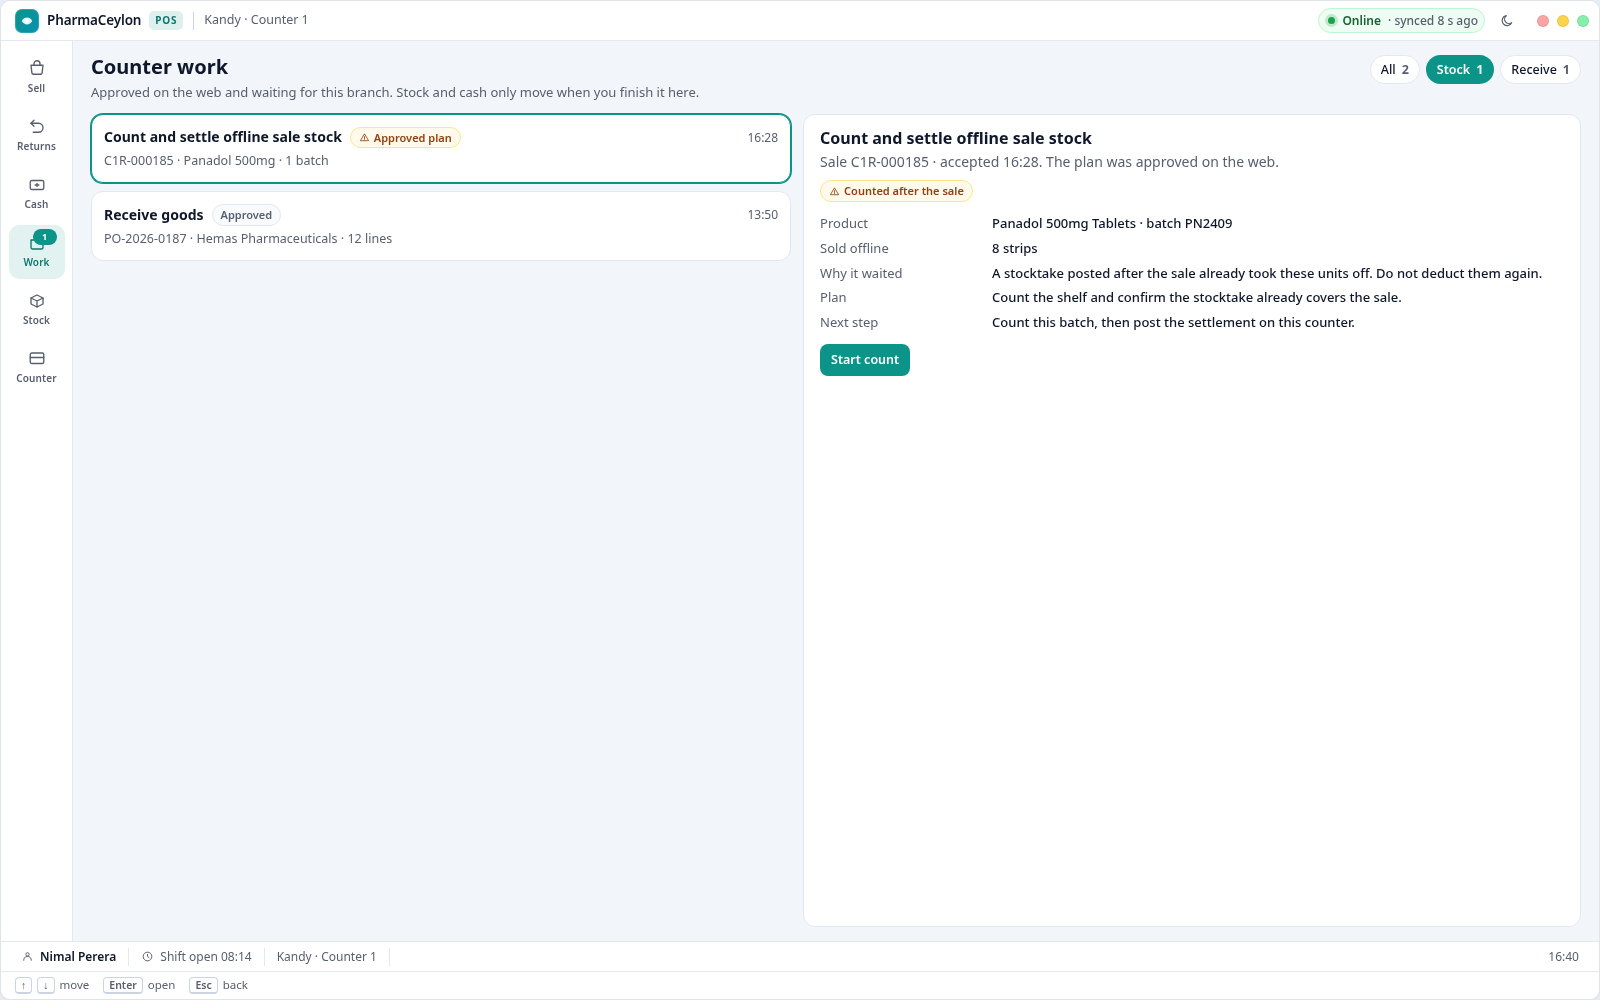 PharmaCeylon POS Kandy · Counter 1
Online · synced 8 s ago
Sell
Returns
Cash
1
Work
Stock
Counter
Counter work
Approved on the web and waiting for this branch. Stock and cash only move when you finish it here.
All 2 Stock 1 Receive 1
Count and settle offline sale stock Approved plan 16:28
C1R-000185 · Panadol 500mg · 1 batch
Receive goods Approved 13:50
PO-2026-0187 · Hemas Pharmaceuticals · 12 lines
Count and settle offline sale stock
Sale C1R-000185 · accepted 16:28. The plan was approved on the web.
Counted after the sale
Product Panadol 500mg Tablets · batch PN2409
Sold offline 8 strips
Why it waited A stocktake posted after the sale already took these units off. Do not deduct them again.
Plan Count the shelf and confirm the stocktake already covers the sale.
Next step Count this batch, then post the settlement on this counter.
Start count
Nimal Perera Shift open 08:14 Kandy · Counter 1 16:40
↑ ↓ move Enter open Esc back